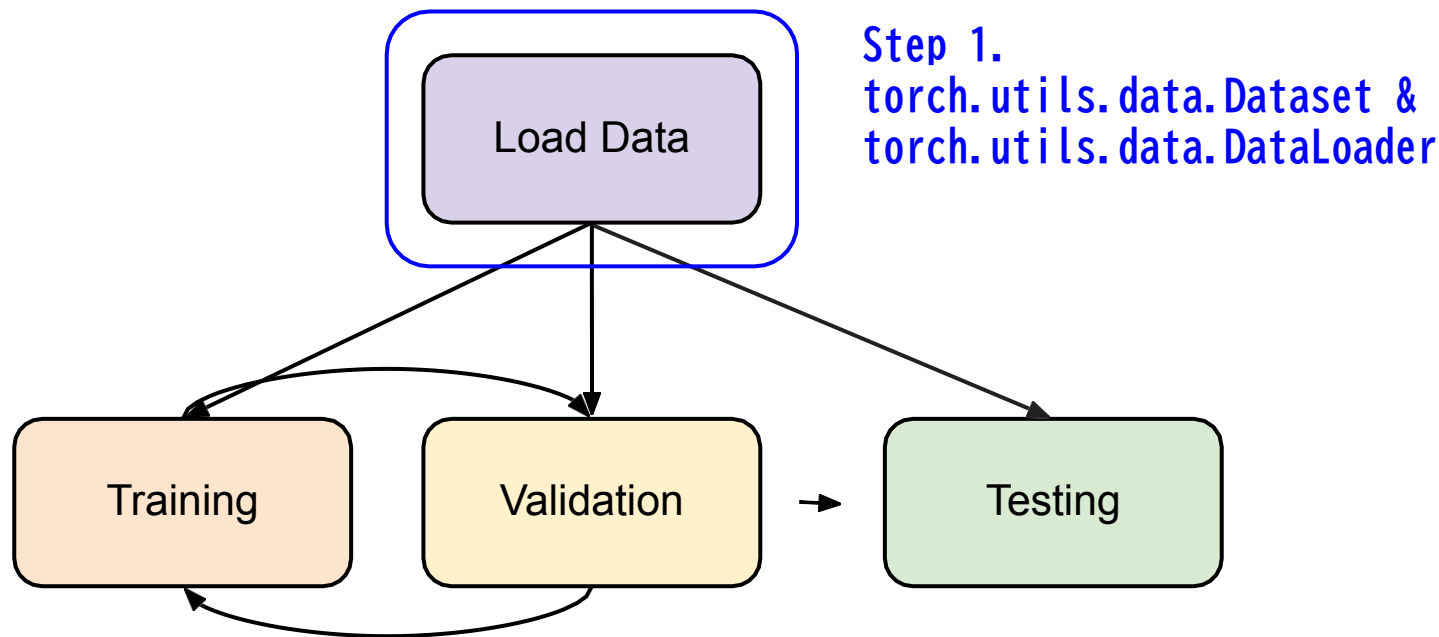 Step 1.
torch.utils.data.Dataset &
torch.utils.data.DataLoader
Load Data
Training
Validation
Testing